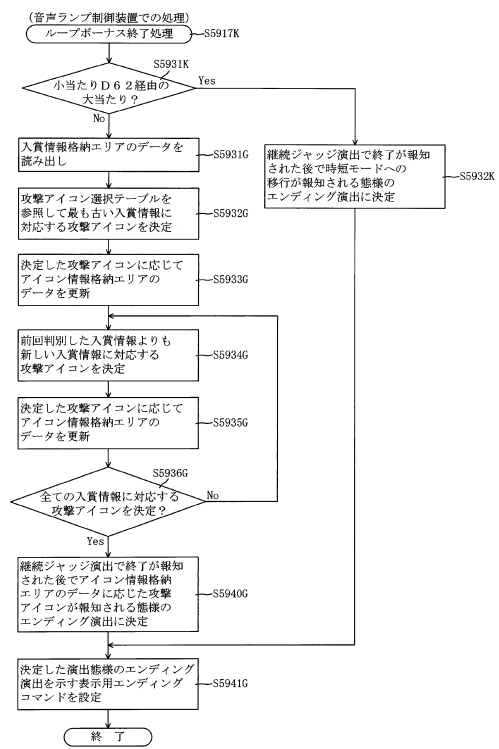 (音声ランプ制御装置での処理)
ループボーナス終了処理
S5917K
S5931K
小当たりD62経由の
大当たり?
Yes
No
入賞情報格納エリアのデータを
読み出し
S5931G
継続ジャッジ演出で終了が報知
された後で時短モードへの
移行が報知される態様の
エンディング演出に決定
S5932K
攻撃アイコン選択テーブルを
参照して最も古い入賞情報に
対応する攻撃アイコンを決定
S5932G
決定した攻撃アイコンに応じて
アイコン情報格納エリアの
データを更新
S5933G
前回判別した入賞情報よりも
新しい入賞情報に対応する
攻撃アイコンを決定
S5934G
決定した攻撃アイコンに応じて
アイコン情報格納エリアの
データを更新
S5935G
S5936G
全ての入賞情報に対応する
攻撃アイコンを決定?
No
Yes
継続ジャッジ演出で終了が報知
された後でアイコン情報格納
エリアのデータに応じた攻撃
アイコンが報知される態様の
エンディング演出に決定
S5940G
決定した演出態様のエンディング
演出を示す表示用エンディング
コマンドを設定
S5941G
終 了